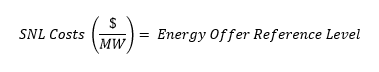 SNL Costs ($/MW) = Energy Offer Reference Level